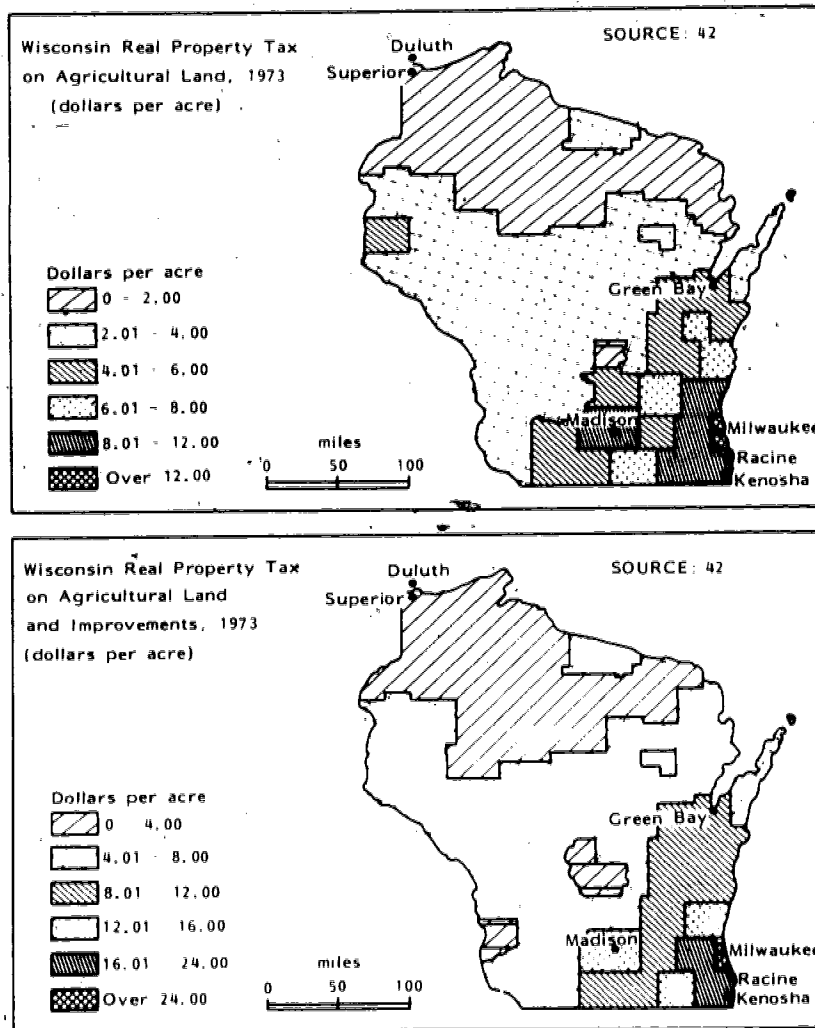 Wisconsin Real Property Tax
on Agricultural Land, 1973
(dollars per acre)
SOURCE: 42
Duluth
Superior
Green Bay
Madison
Milwaukee
Racine
Kenosha
Dollars per acre
0 - 2.00
2.01 - 4.00
4.01 - 6.00
6.01 - 8.00
8.01 - 12.00
Over 12.00
miles
0 50 100
Wisconsin Real Property Tax
on Agricultural Land
and Improvements, 1973
(dollars per acre)
SOURCE: 42
Duluth
Superior
Green Bay
Madison
Milwaukee
Racine
Kenosha
Dollars per acre
0 4.00
4.01 - 8.00
8.01 12.00
12.01 16.00
16.01 24.00
Over 24.00
miles
0 50 100